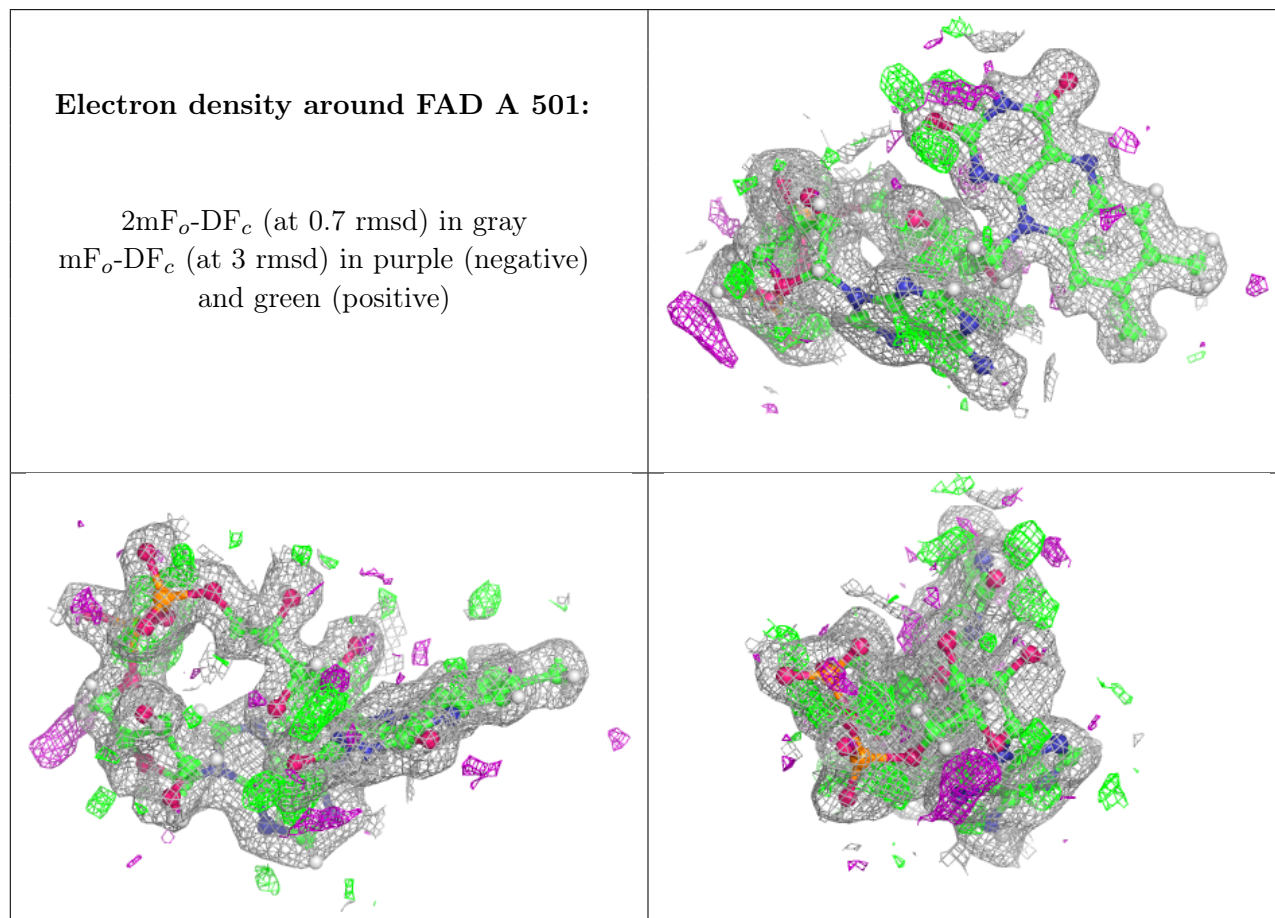 Electron density around FAD A 501:
2mFo-DFc (at 0.7 rmsd) in gray
mFo-DFc (at 3 rmsd) in purple (negative)
and green (positive)